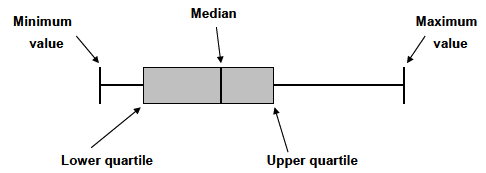 Median
Minimum
value
Maximum
value
Lower quartile
Upper quartile